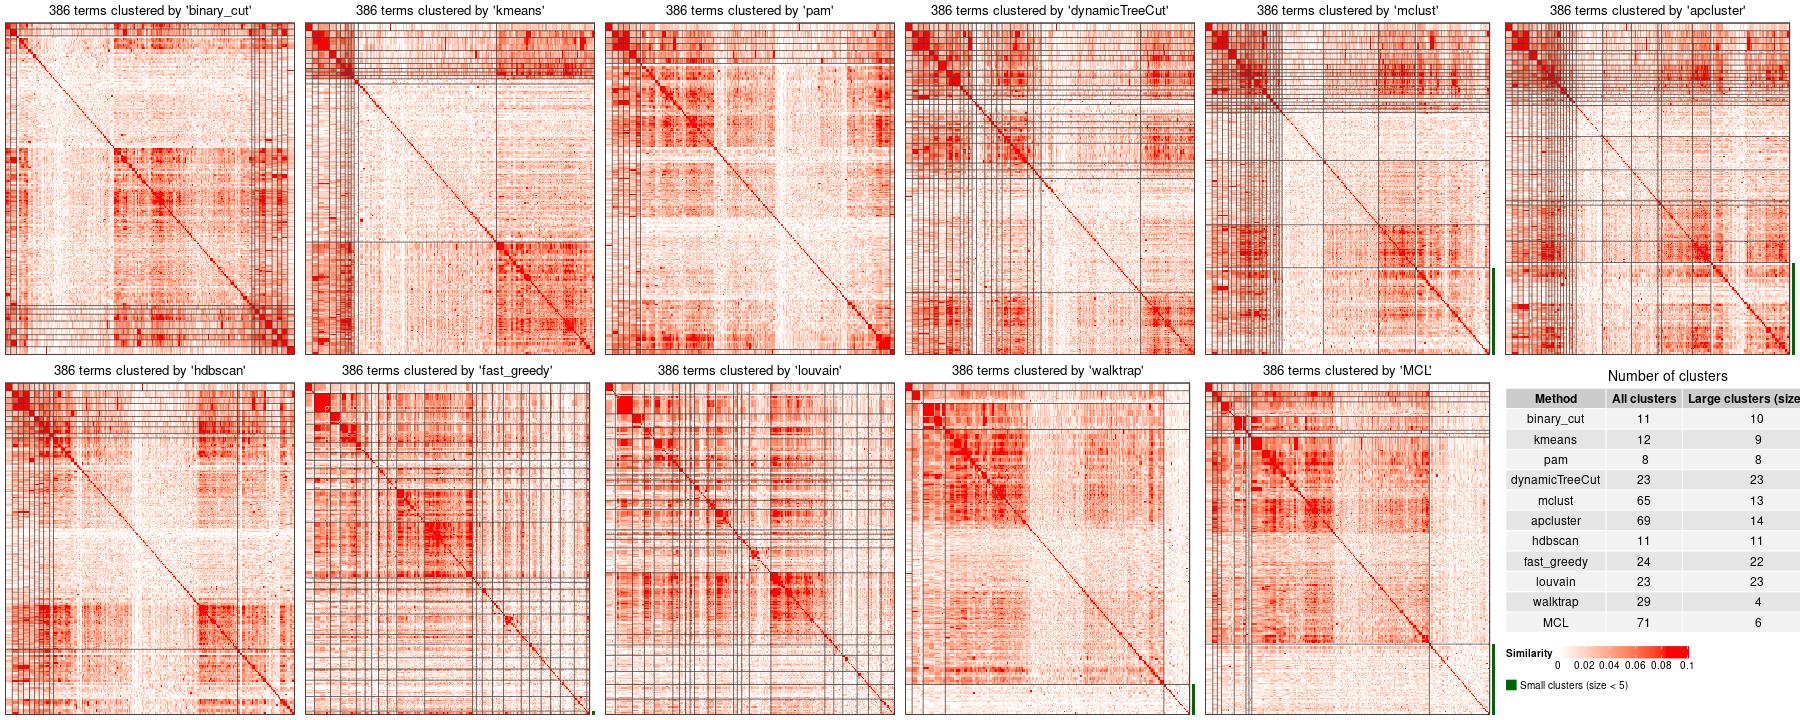 386 terms clustered by 'binary_cut'
386 terms clustered by 'kmeans'
386 terms clustered by 'pam'
386 terms clustered by 'dynamicTreeCut'
386 terms clustered by 'mclust'
386 terms clustered by 'apcluster'
386 terms clustered by 'hdbscan'
386 terms clustered by 'fast_greedy'
386 terms clustered by 'louvain'
386 terms clustered by 'walktrap'
386 terms clustered by 'MCL'
Number of clusters
Method All clusters Large clusters (size
binary_cut 11 10
kmeans 12 9
pam 8 8
dynamicTreeCut 23 23
mclust 65 13
apcluster 69 14
hdbscan 11 11
fast_greedy 24 22
louvain 23 23
walktrap 29 4
MCL 71 6
Similarity
0 0.02 0.04 0.06 0.08 0.1
Small clusters (size < 5)